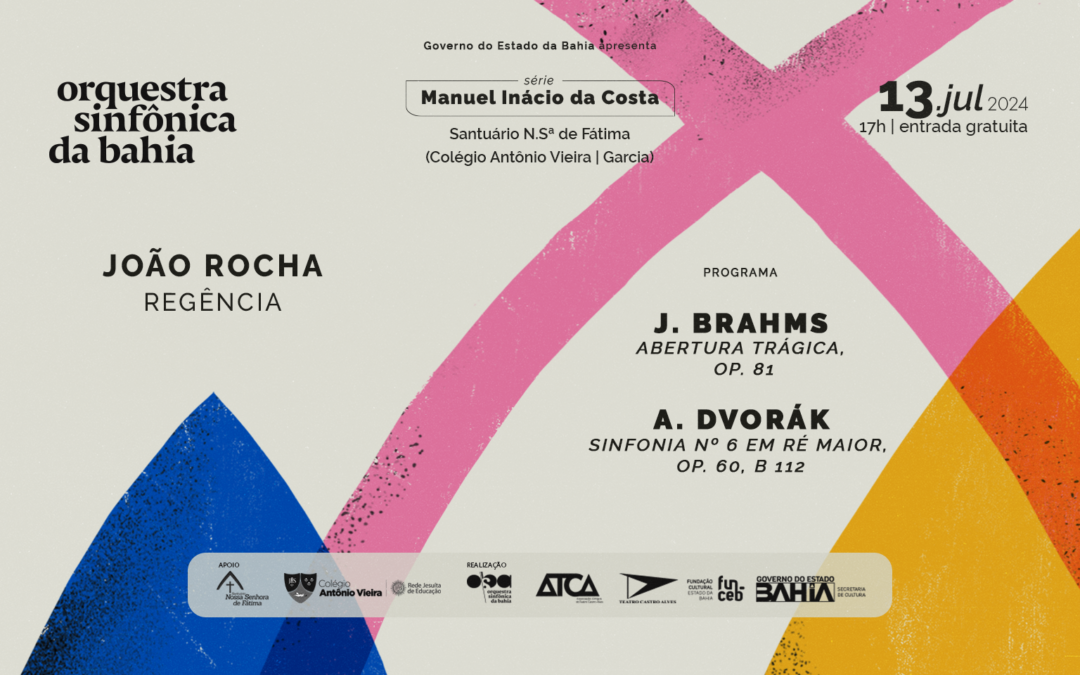 Governo do Estado da Bahia apresenta
orquestra
sinfônica
da bahia
série
Manuel Inácio da Costa
Santuário N.Sª de Fátima
(Colégio Antônio Vieira | Garcia)
13.jul 2024
17h | entrada gratuita
JOÃO ROCHA
REGÊNCIA
PROGRAMA
J. BRAHMS
ABERTURA TRÁGICA,
OP. 81
A. DVORÁK
SINFONIA Nº 6 EM RÉ MAIOR,
OP. 60, B 112
APOIO
Nossa Senhora
de Fátima
Colégio
Antônio Vieira
Rede Jesuíta
de Educação
REALIZAÇÃO
orquestra
sinfônica
da bahia
ATCA
TEATRO CASTRO ALVES
FUNDAÇÃO
CULTURAL
ESTADO DA
BAHIA
fun
ceb
GOVERNO DO ESTADO
BAHIA
SECRETARIA
DE CULTURA